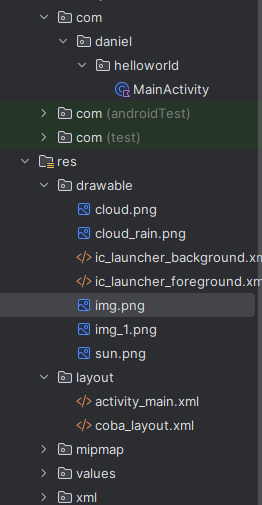 com
daniel
helloworld
MainActivity
com (androidTest)
com (test)
res
drawable
cloud.png
cloud_rain.png
ic_launcher_background.xm
ic_launcher_foreground.xm
img.png
img_1.png
sun.png
layout
activity_main.xml
coba_layout.xml
mipmap
values
xml